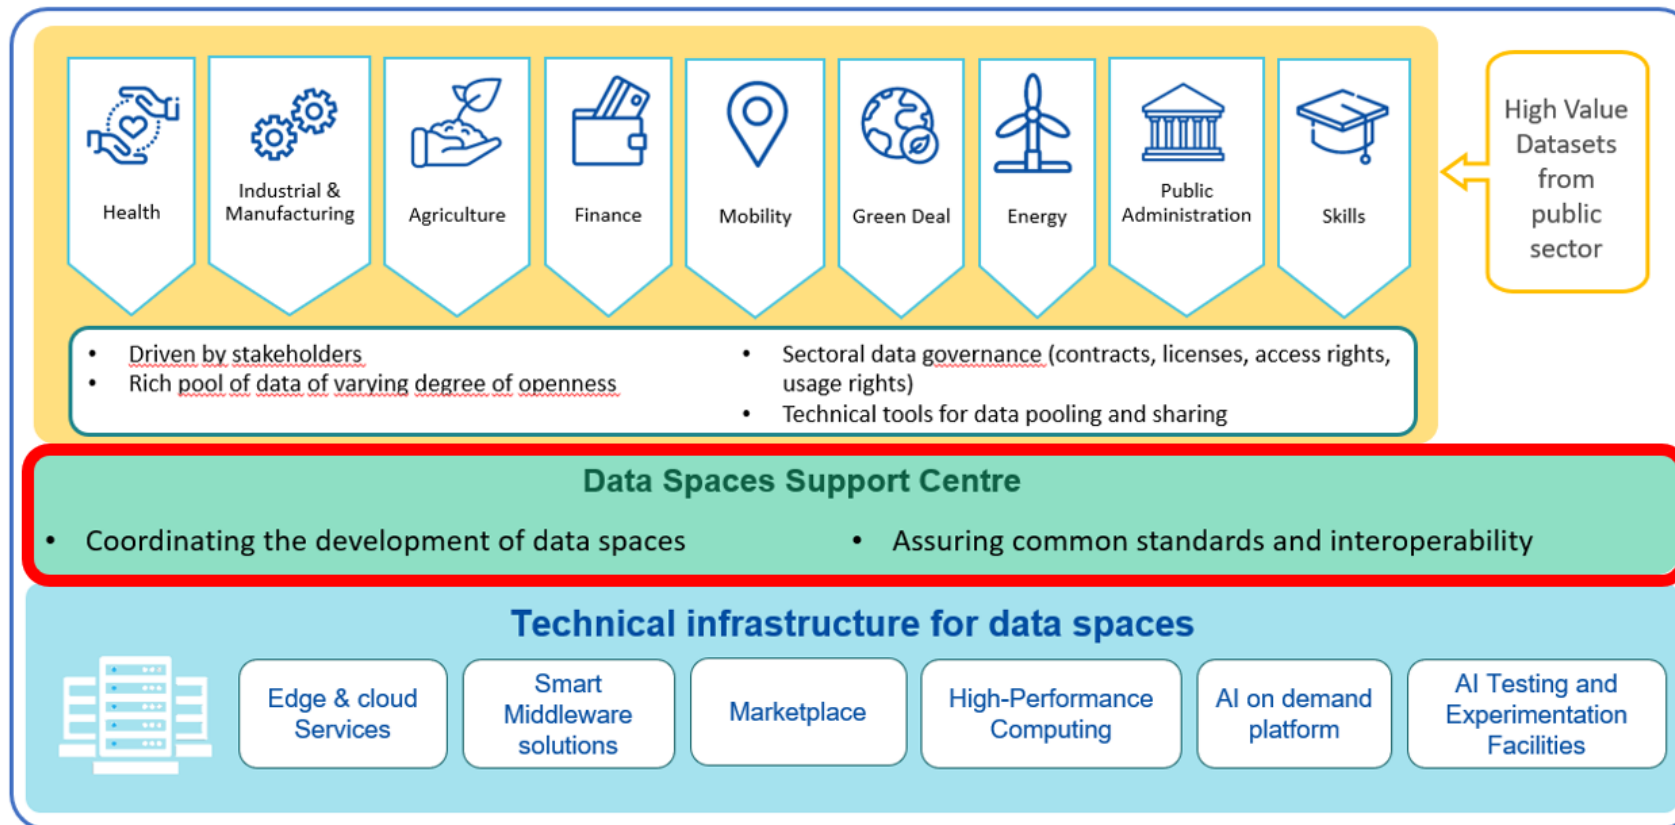 Health
Industrial &
Manufacturing
Agriculture
Finance
Mobility
Green Deal
Energy
Public
Administration
Skills
High Value
Datasets
from
public
sector
• Driven by stakeholders
• Rich pool of data of varying degree of openness
• Sectoral data governance (contracts, licenses, access rights,
usage rights)
• Technical tools for data pooling and sharing
Data Spaces Support Centre
• Coordinating the development of data spaces
• Assuring common standards and interoperability
Technical infrastructure for data spaces
Edge & cloud
Services
Smart
Middleware
solutions
Marketplace
High-Performance
Computing
AI on demand
platform
AI Testing and
Experimentation
Facilities